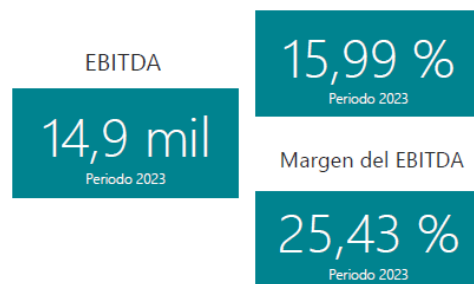 EBITDA
14,9 mil
Periodo 2023
15,99 %
Periodo 2023
Margen del EBITDA
25,43 %
Periodo 2023